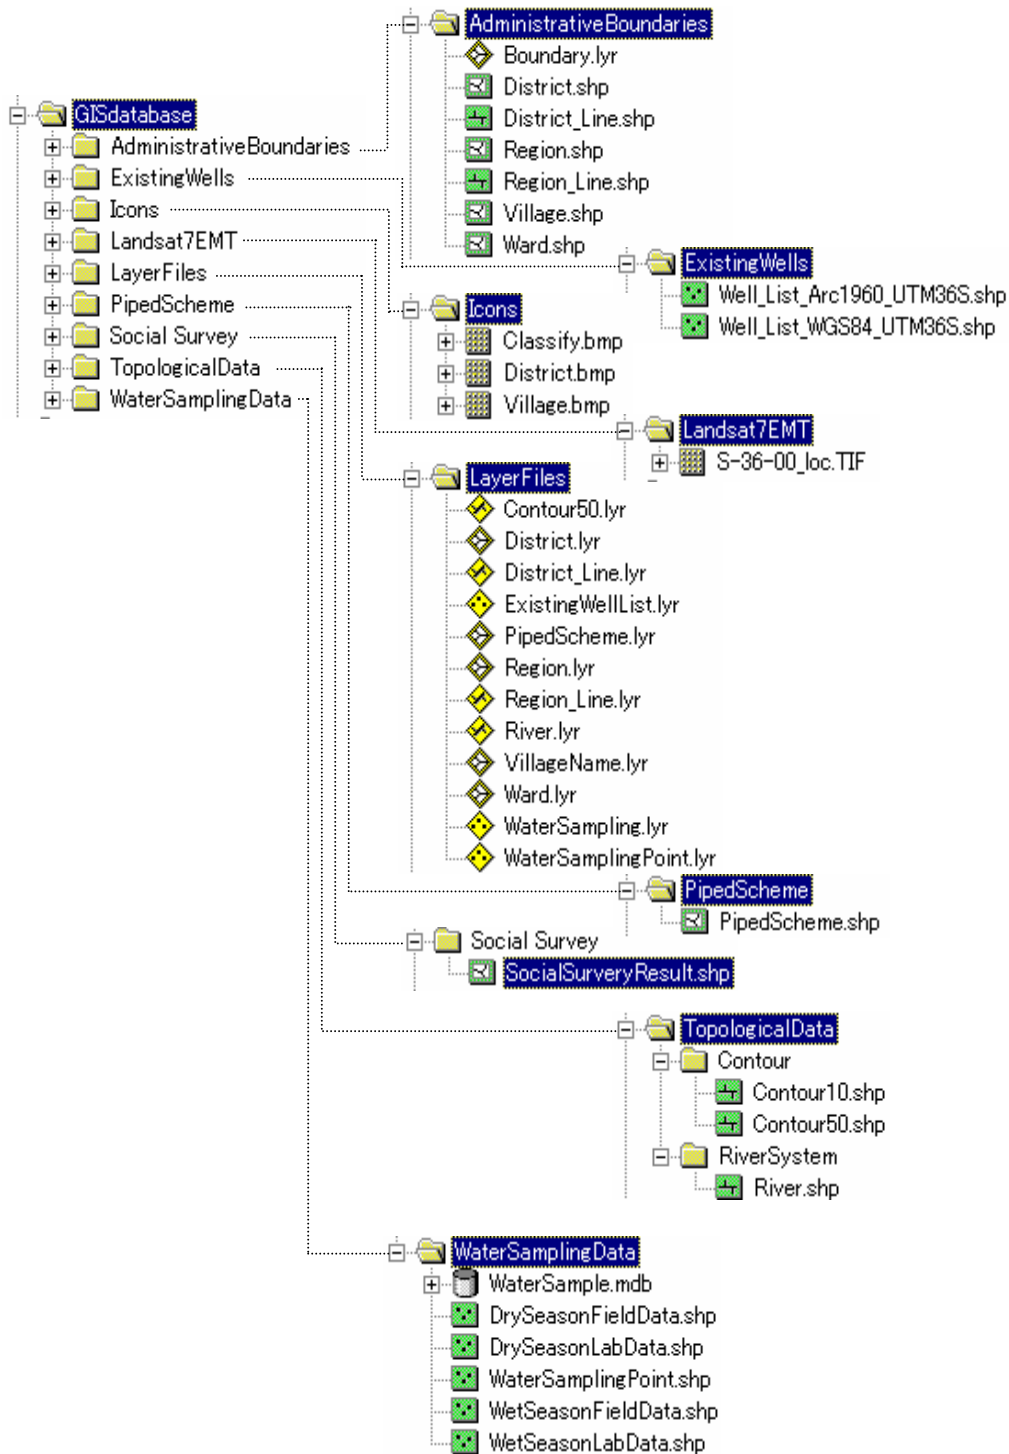 GISdatabase
AdministrativeBoundaries
ExistingWells
Icons
Landsat7EMT
LayerFiles
PipedScheme
Social Survey
TopologicalData
WaterSamplingData
AdministrativeBoundaries
Boundary.lyr
District.shp
District_Line.shp
Region.shp
Region_Line.shp
Village.shp
Ward.shp
ExistingWells
Well_List_Arc1960_UTM36S.shp
Well_List_WGS84_UTM36S.shp
Icons
Classify.bmp
District.bmp
Village.bmp
Landsat7EMT
S-36-00_loc.TIF
LayerFiles
Contour50.lyr
District.lyr
District_Line.lyr
ExistingWellList.lyr
PipedScheme.lyr
Region.lyr
Region_Line.lyr
River.lyr
VillageName.lyr
Ward.lyr
WaterSampling.lyr
WaterSamplingPoint.lyr
PipedScheme
PipedScheme.shp
Social Survey
SocialSurveryResult.shp
TopologicalData
Contour
Contour10.shp
Contour50.shp
RiverSystem
River.shp
WaterSamplingData
WaterSample.mdb
DrySeasonFieldData.shp
DrySeasonLabData.shp
WaterSamplingPoint.shp
WetSeasonFieldData.shp
WetSeasonLabData.shp